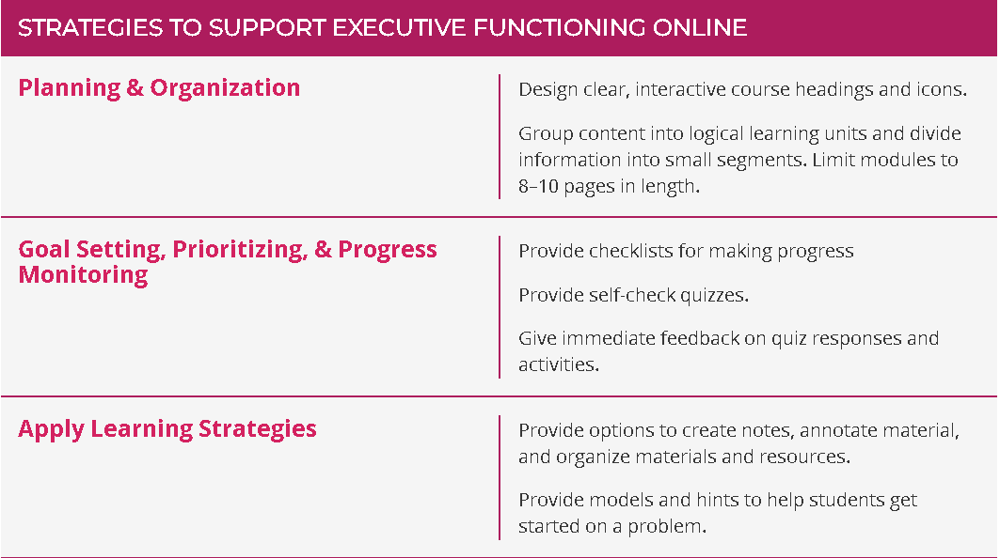 STRATEGIES TO SUPPORT EXECUTIVE FUNCTIONING ONLINE
Planning & Organization
Design clear, interactive course headings and icons.
Group content into logical learning units and divide
information into small segments. Limit modules to
8–10 pages in length.
Goal Setting, Prioritizing, & Progress
Monitoring
Provide checklists for making progress
Provide self-check quizzes.
Give immediate feedback on quiz responses and
activities.
Apply Learning Strategies
Provide options to create notes, annotate material,
and organize materials and resources.
Provide models and hints to help students get
started on a problem.